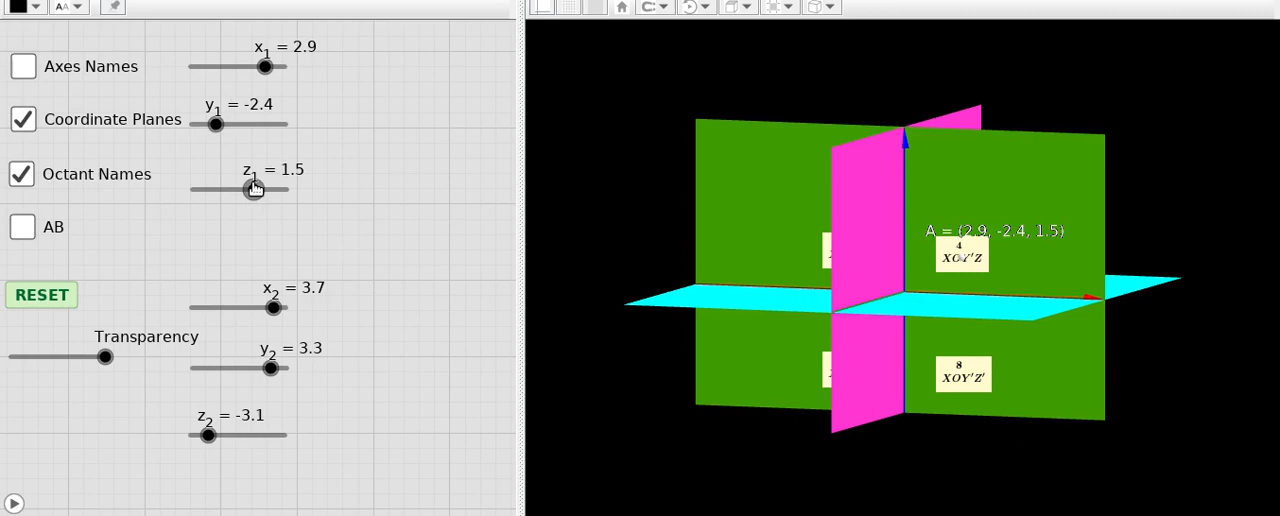 AA
x1 = 2.9
Axes Names
y1 = -2.4
Coordinate Planes
z1 = 1.5
Octant Names
AB
x2 = 3.7
RESET
Transparency
y2 = 3.3
z2 = -3.1
A = (2.9, -2.4, 1.5)
4
XOY'Z
8
XOY'Z'